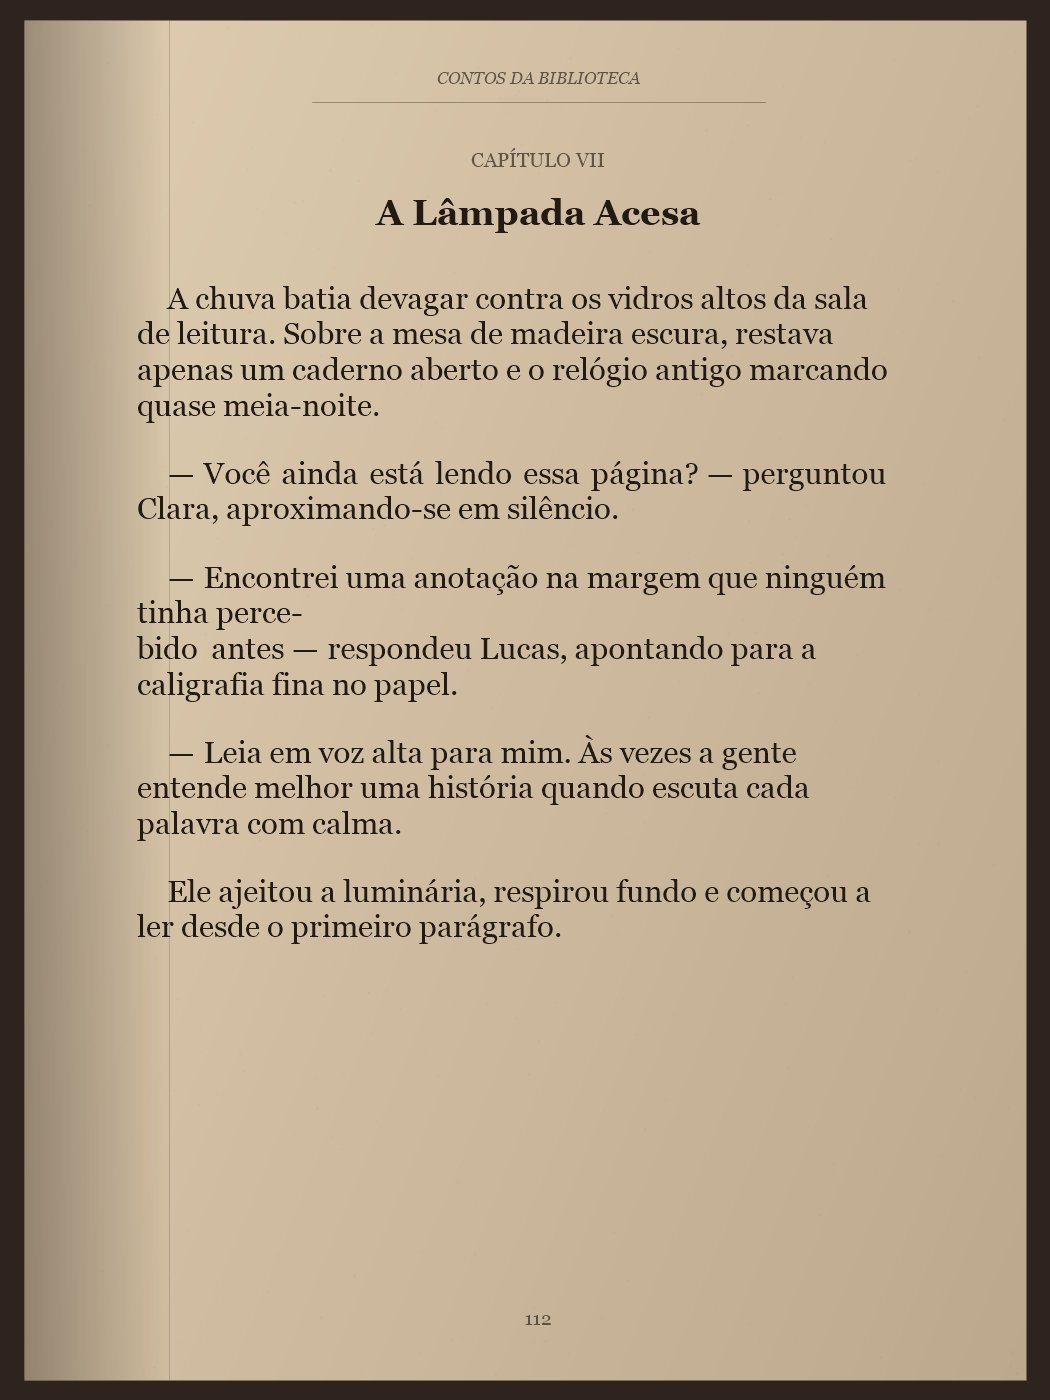 CONTOS DA BIBLIOTECA
CAPÍTULO VII
A Lâmpada Acesa
A chuva batia devagar contra os vidros altos da sala
de leitura. Sobre a mesa de madeira escura, restava
apenas um caderno aberto e o relógio antigo marcando
quase meia-noite.
— Você ainda está lendo essa página? — perguntou
Clara, aproximando-se em silêncio.
— Encontrei uma anotação na margem que ninguém
tinha perce-
bido antes — respondeu Lucas, apontando para a
caligrafia fina no papel.
— Leia em voz alta para mim. Às vezes a gente
entende melhor uma história quando escuta cada
palavra com calma.
Ele ajeitou a luminária, respirou fundo e começou a
ler desde o primeiro parágrafo.
112